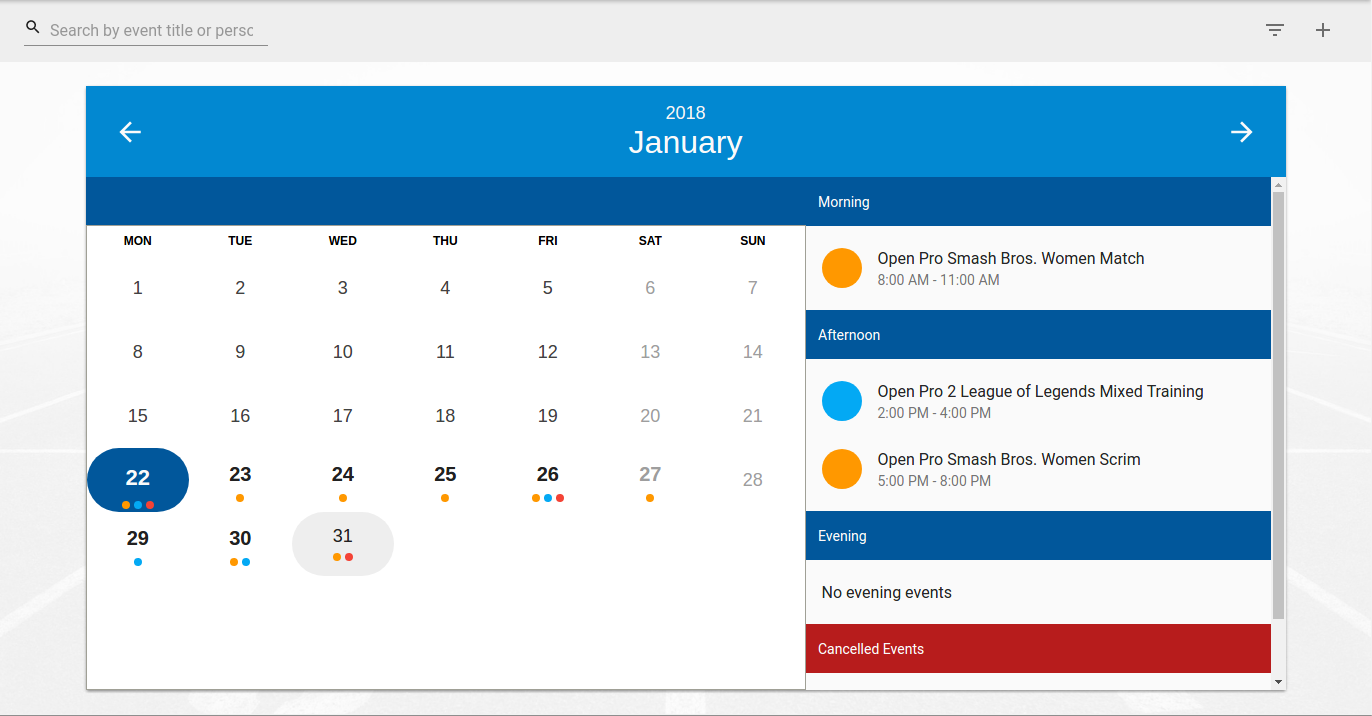 Search by event title or persc
2018
January
MON TUE WED THU FRI SAT SUN
1 2 3 4 5 6 7
8 9 10 11 12 13 14
15 16 17 18 19 20 21
22 23 24 25 26 27 28
29 30 31
Morning
Open Pro Smash Bros. Women Match
8:00 AM - 11:00 AM
Afternoon
Open Pro 2 League of Legends Mixed Training
2:00 PM - 4:00 PM
Open Pro Smash Bros. Women Scrim
5:00 PM - 8:00 PM
Evening
No evening events
Cancelled Events